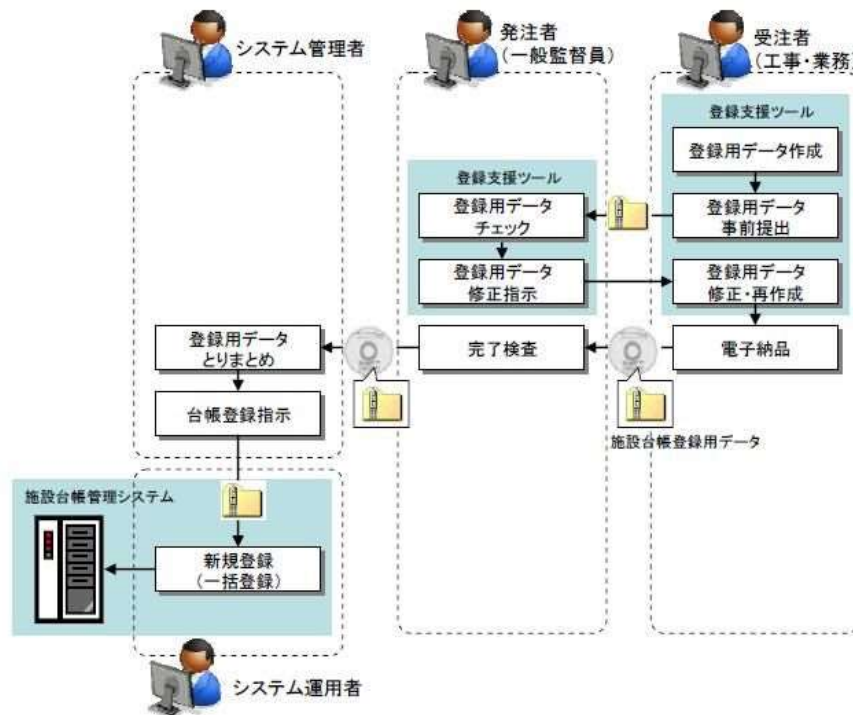 システム管理者
発注者
(一般監督員)
受注者
(工事・業務)
登録支援ツール
登録用データ作成
登録用データ
事前提出
登録支援ツール
登録用データ
チェック
登録用データ
修正指示
登録用データ
修正・再作成
登録用データ
とりまとめ
完了検査
電子納品
台帳登録指示
施設台帳登録用データ
施設台帳管理システム
新規登録
(一括登録)
システム運用者